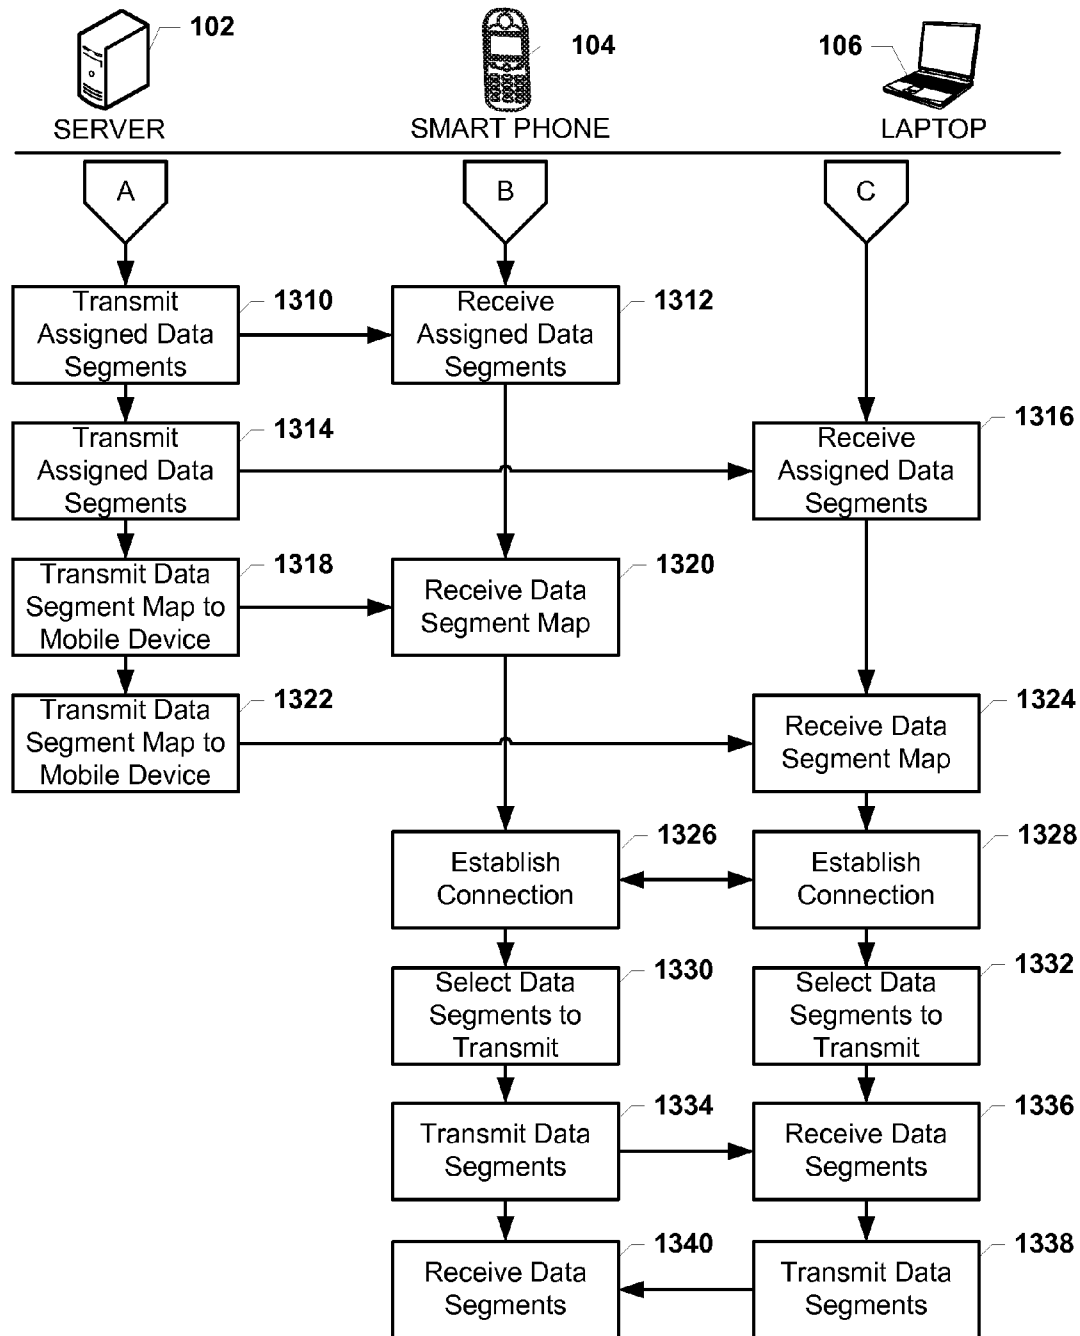 102
104
106
SERVER
SMART PHONE
LAPTOP
A
B
C
Transmit
Assigned Data
Segments
1310
Receive
Assigned Data
Segments
1312
Transmit
Assigned Data
Segments
1314
Receive
Assigned Data
Segments
1316
Transmit Data
Segment Map to
Mobile Device
1318
Receive Data
Segment Map
1320
Transmit Data
Segment Map to
Mobile Device
1322
Receive Data
Segment Map
1324
Establish
Connection
1326
Establish
Connection
1328
Select Data
Segments to
Transmit
1330
Select Data
Segments to
Transmit
1332
Transmit Data
Segments
1334
Receive Data
Segments
1336
Receive Data
Segments
1340
Transmit Data
Segments
1338